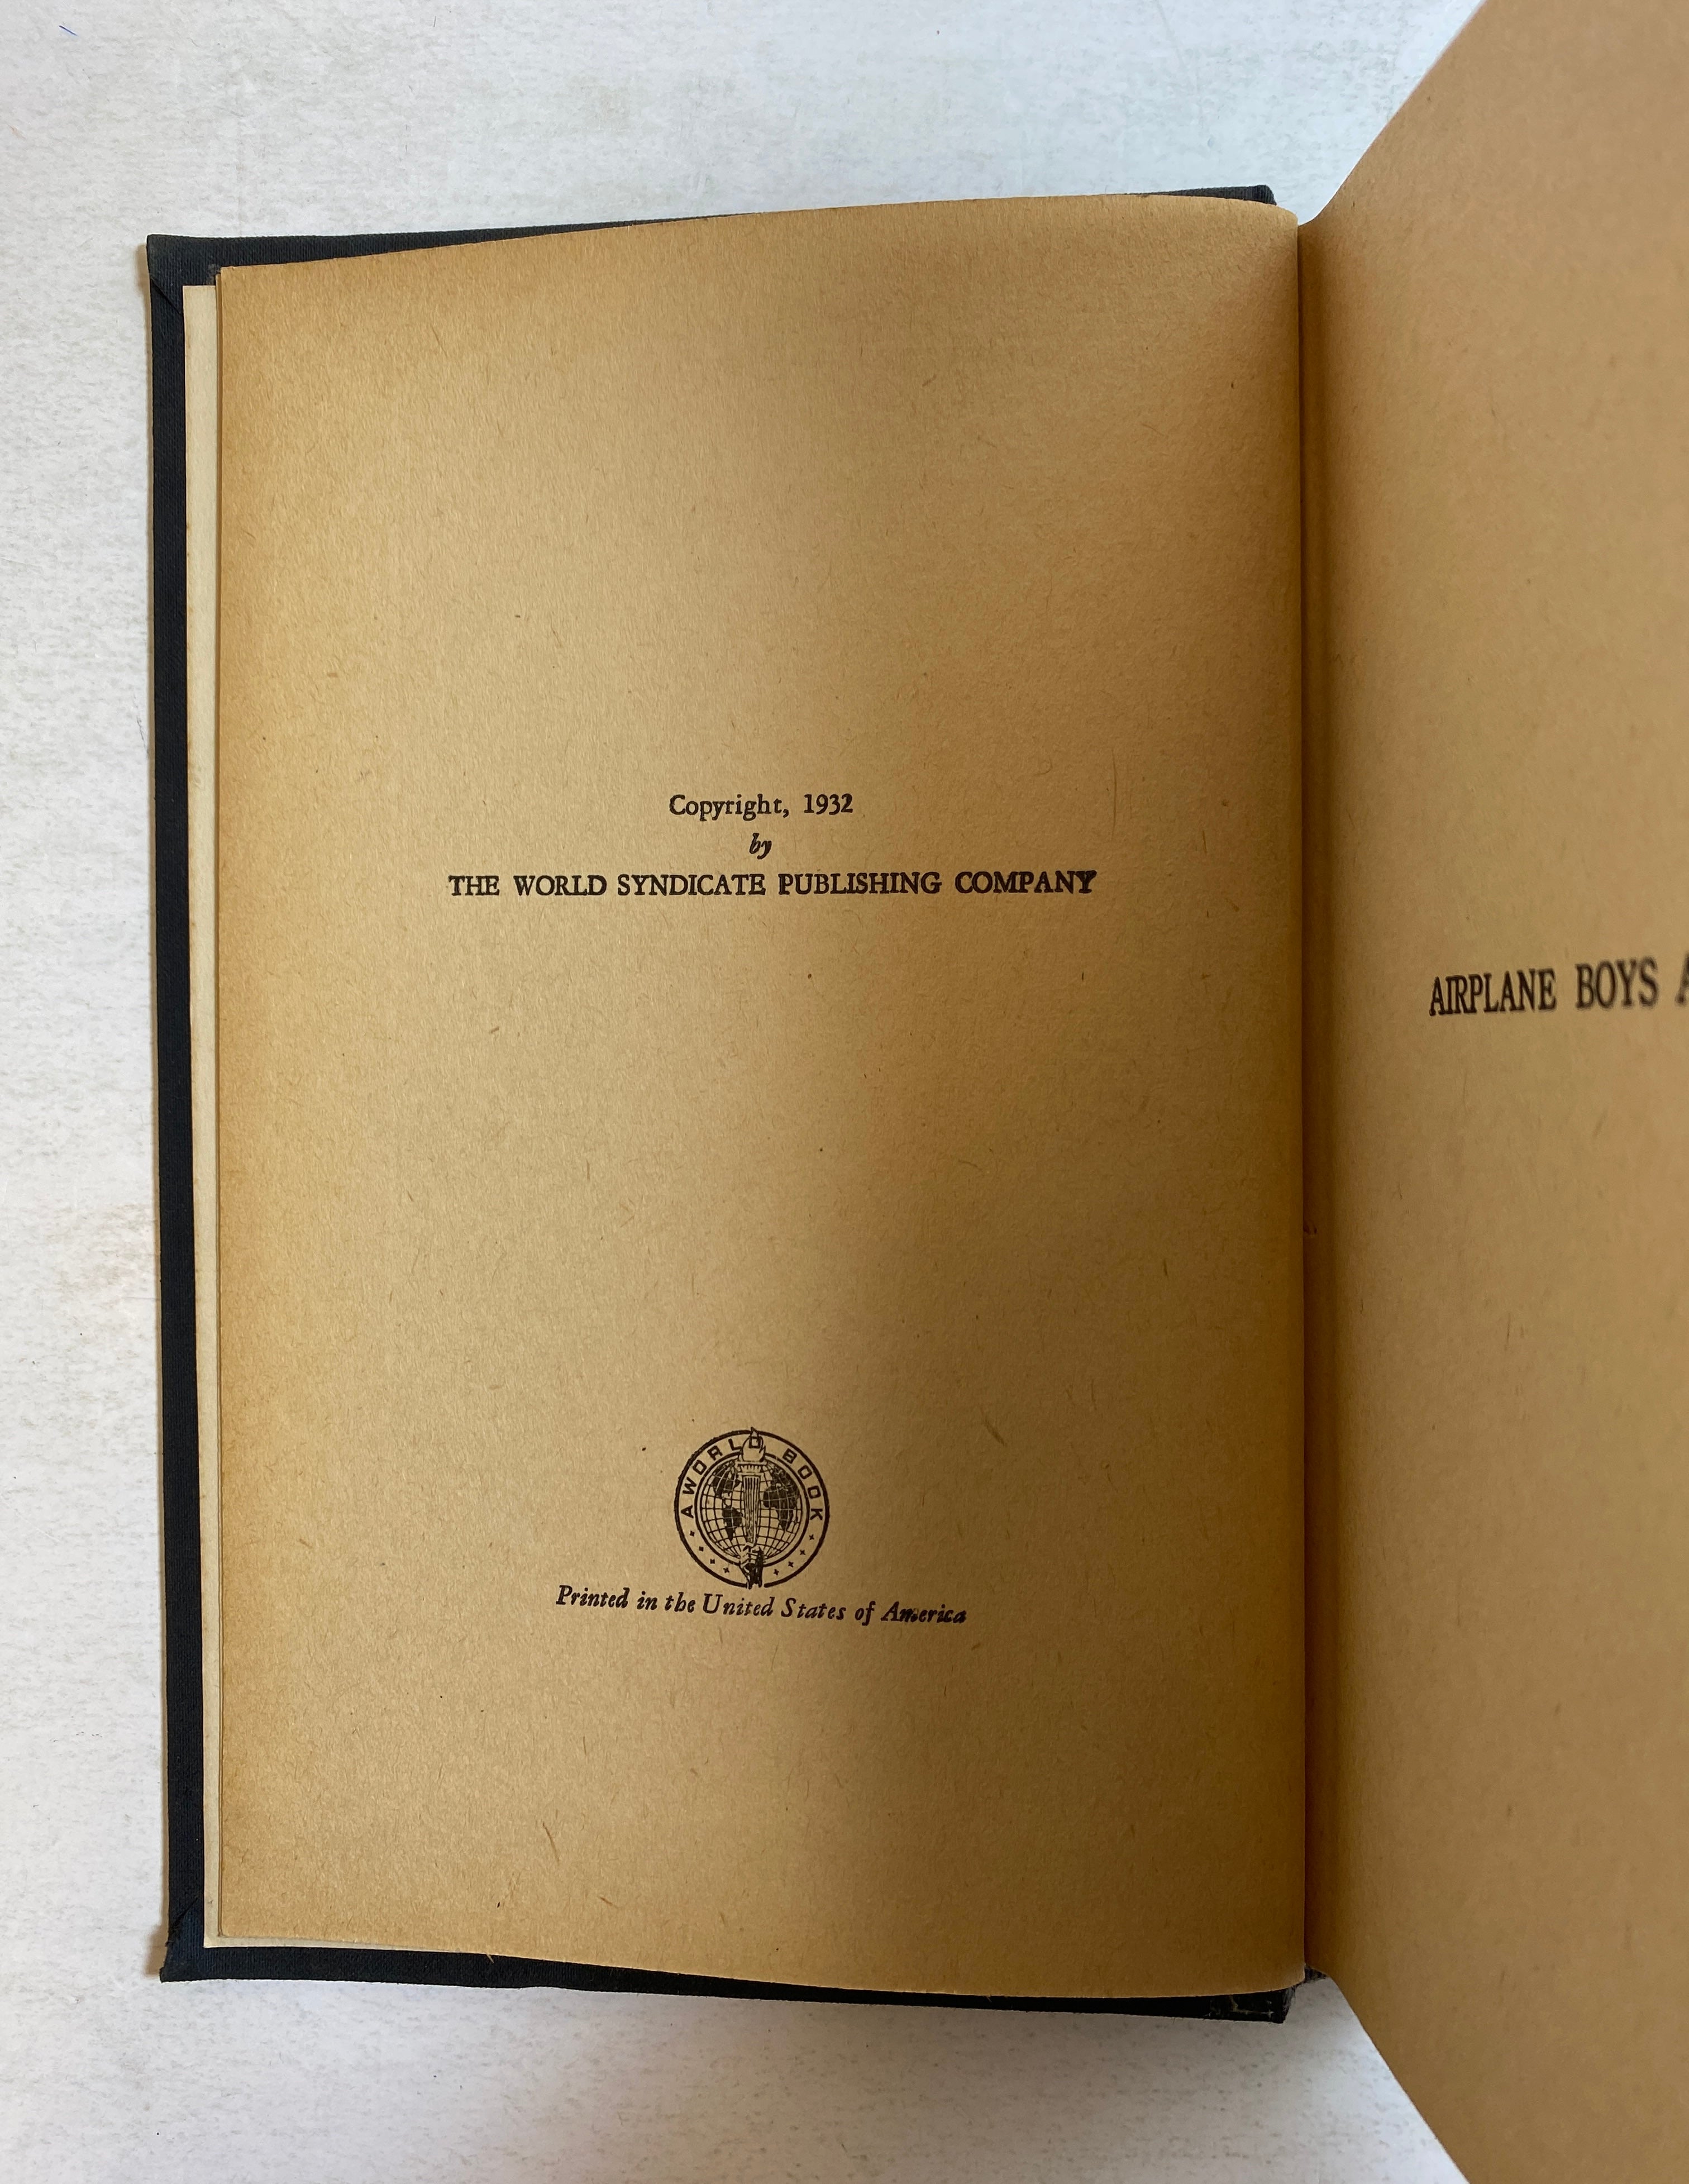 Copyright, 1932
by
THE WORLD SYNDICATE PUBLISHING COMPANY
A WORLD BOOK
Printed in the United States of America
AIRPLANE BOYS A